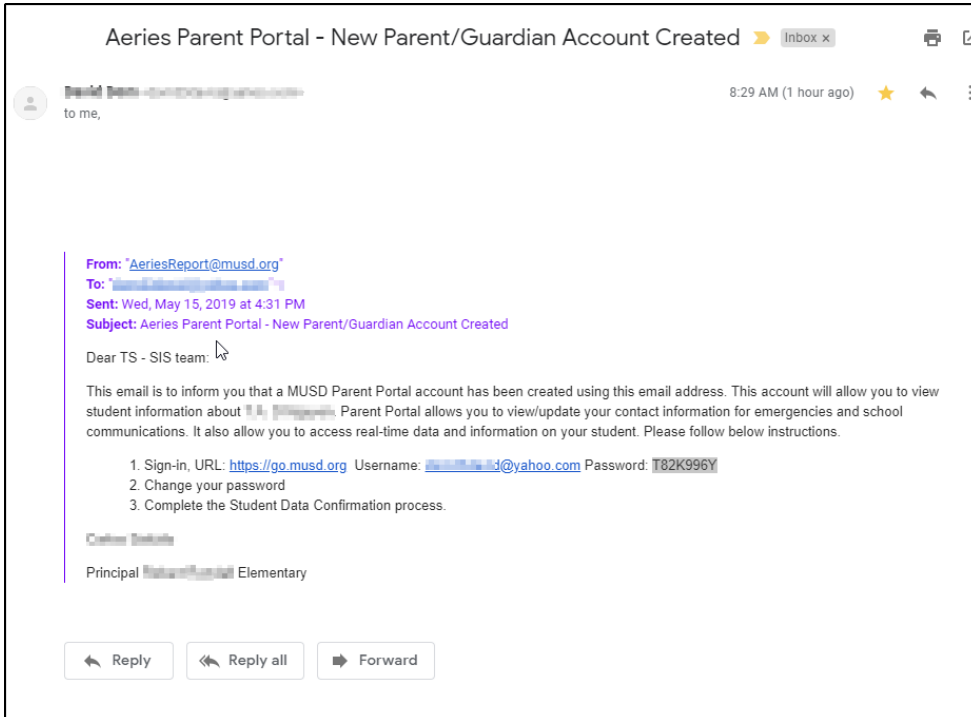 Aeries Parent Portal - New Parent/Guardian Account Created Inbox x
8:29 AM (1 hour ago)
to me,
From: "AeriesReport@musd.org"
To: "
Sent: Wed, May 15, 2019 at 4:31 PM
Subject: Aeries Parent Portal - New Parent/Guardian Account Created
Dear TS - SIS team:
This email is to inform you that a MUSD Parent Portal account has been created using this email address. This account will allow you to view
student information about . Parent Portal allows you to view/update your contact information for emergencies and school
communications. It also allow you to access real-time data and information on your student. Please follow below instructions.
1. Sign-in, URL: https://go.musd.org Username: d@yahoo.com Password: T82K996Y
2. Change your password
3. Complete the Student Data Confirmation process.
Principal Elementary
Reply Reply all Forward